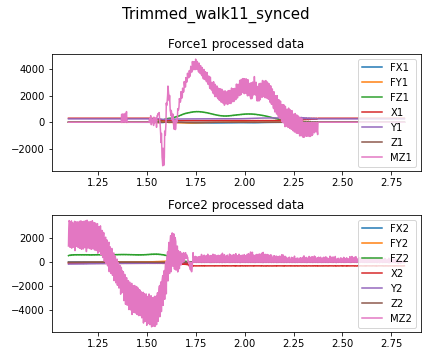 Trimmed_walk11_synced
Force1 processed data
4000
2000
0
−2000
FX1
FY1
FZ1
X1
Y1
Z1
MZ1
1.25 1.50 1.75 2.00 2.25 2.50 2.75
Force2 processed data
2000
0
−2000
−4000
FX2
FY2
FZ2
X2
Y2
Z2
MZ2
1.25 1.50 1.75 2.00 2.25 2.50 2.75